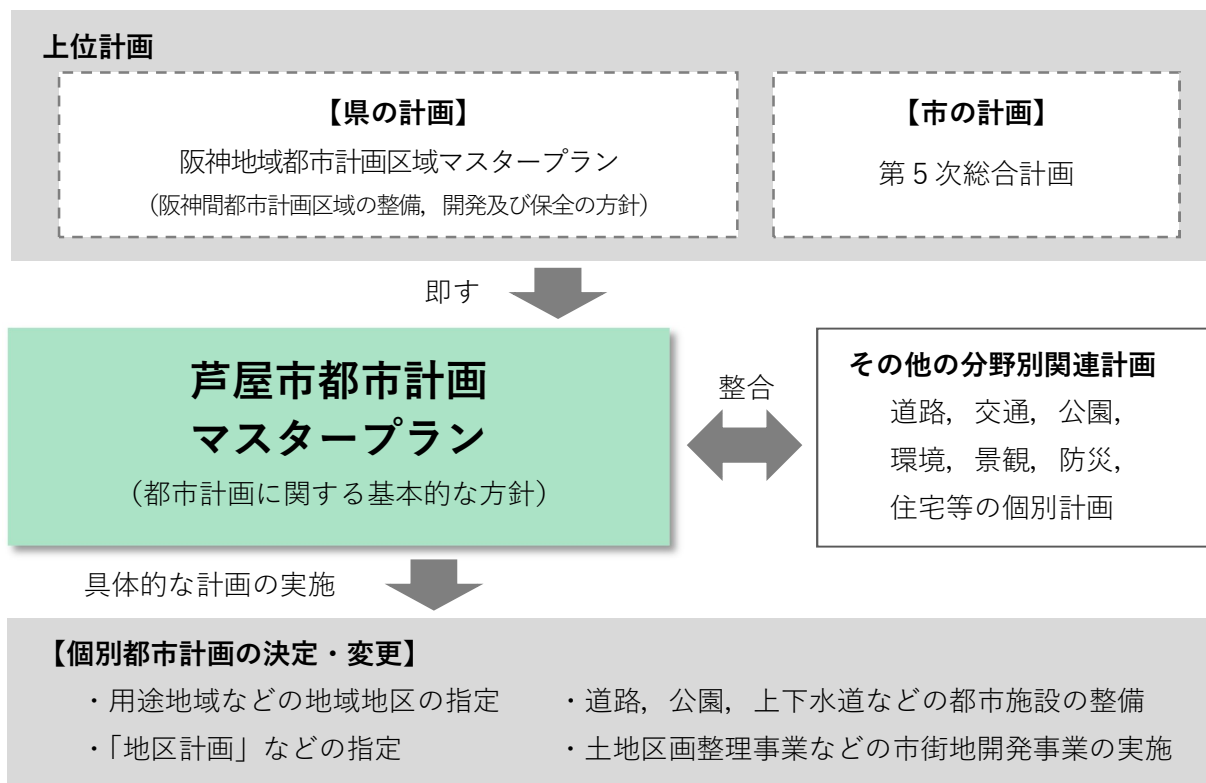 上位計画
【県の計画】
阪神地域都市計画区域マスタープラン
（阪神間都市計画区域の整備，開発及び保全の方針）
【市の計画】
第５次総合計画
即す
芦屋市都市計画
マスタープラン
（都市計画に関する基本的な方針）
整合
その他の分野別関連計画
道路，交通，公園，
環境，景観，防災，
住宅等の個別計画
具体的な計画の実施
【個別都市計画の決定・変更】
・用途地域などの地域地区の指定
・「地区計画」などの指定
・道路，公園，上下水道などの都市施設の整備
・土地区画整理事業などの市街地開発事業の実施